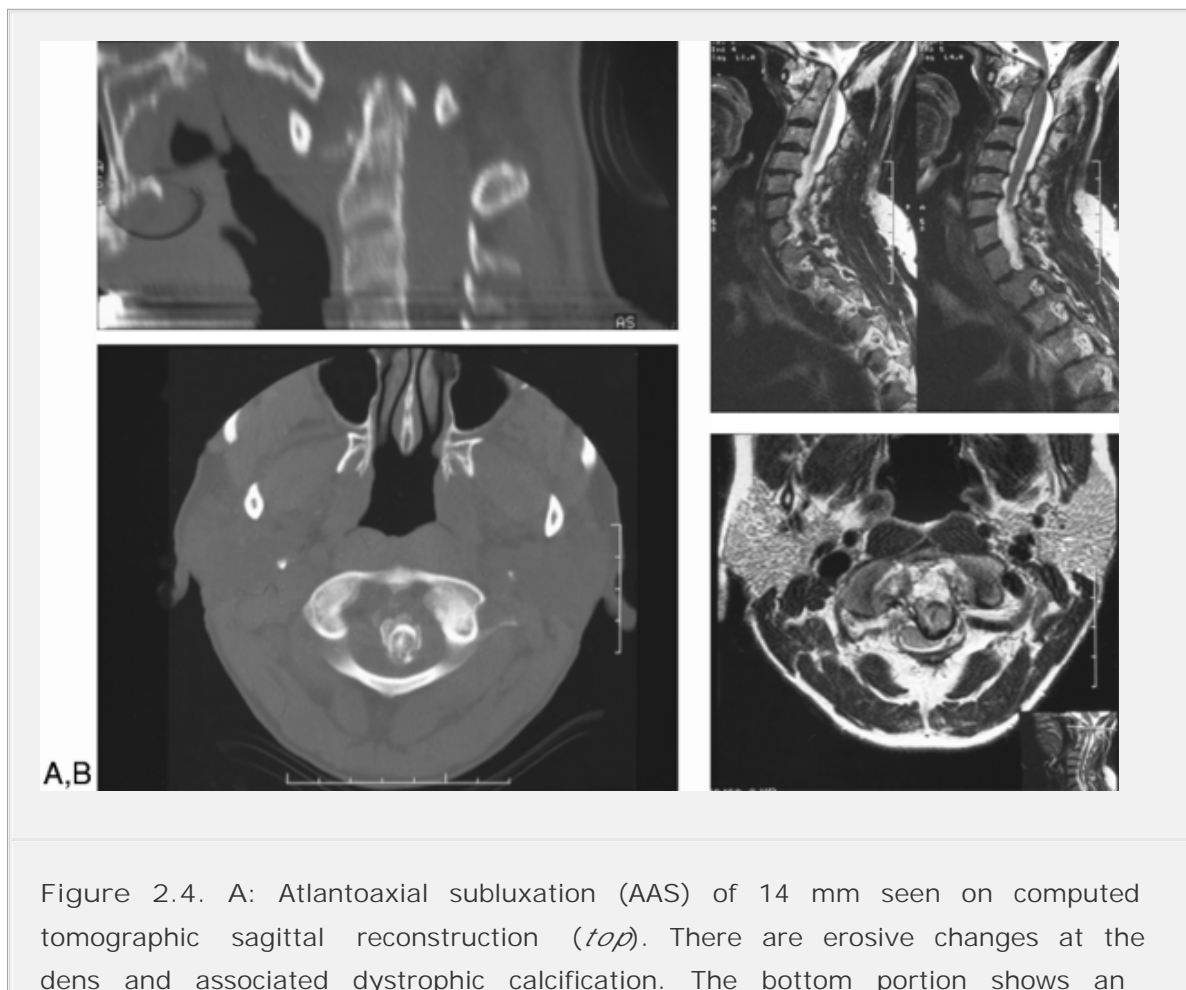 AS
A,B
Figure 2.4. A: Atlantoaxial subluxation (AAS) of 14 mm seen on computed
tomographic sagittal reconstruction (top). There are erosive changes at the
dens and associated dystrophic calcification. The bottom portion shows an